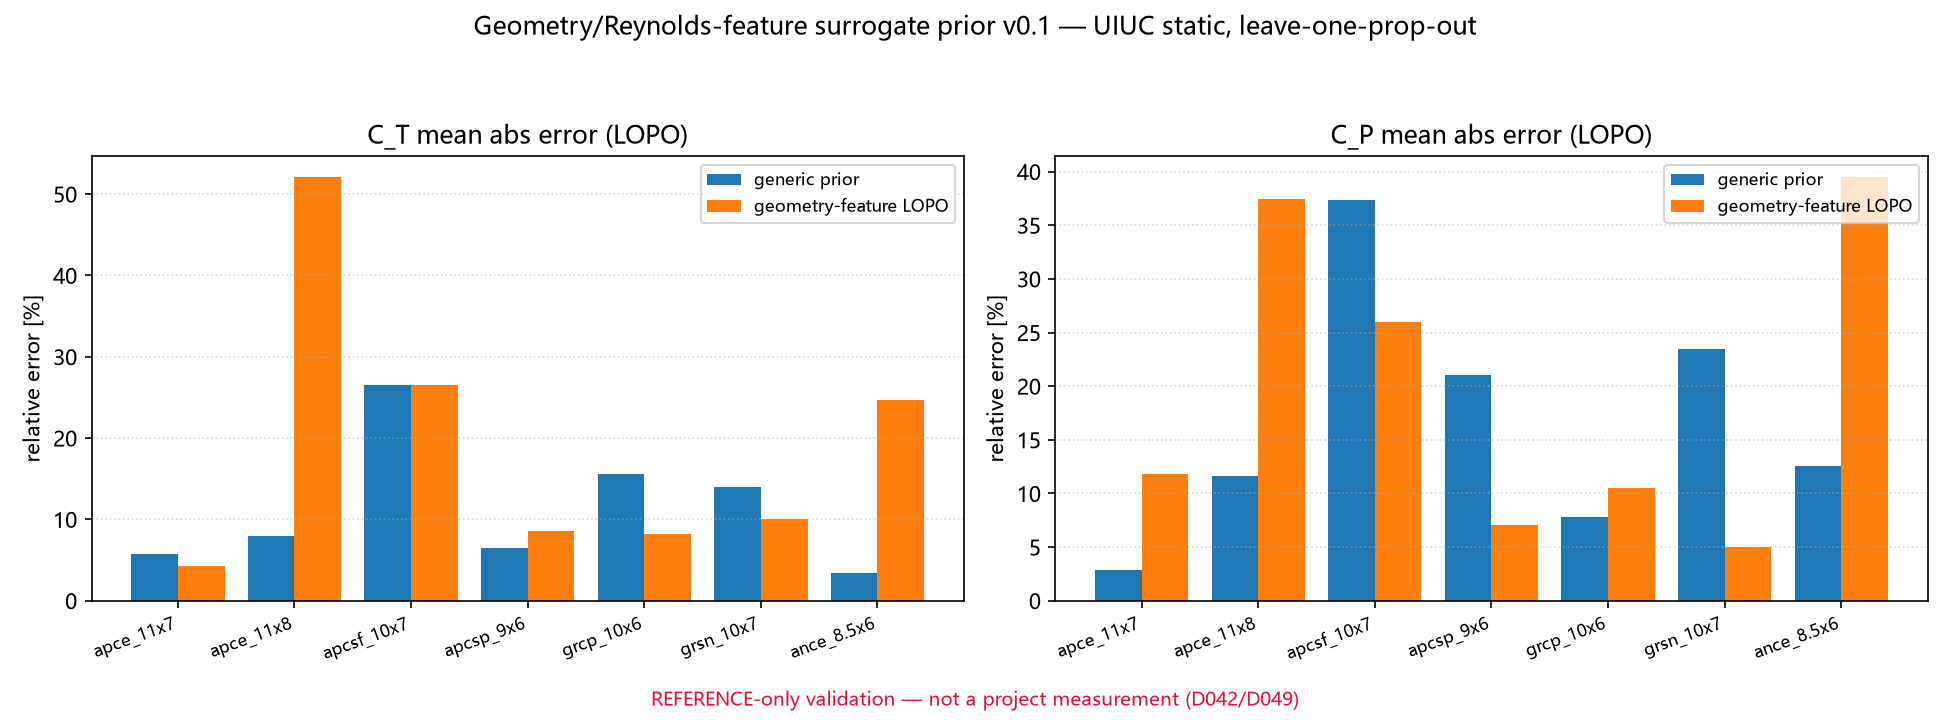 Geometry/Reynolds-feature surrogate prior v0.1 — UIUC static, leave-one-prop-out
C_T mean abs error (LOPO)
relative error [%]
50
40
30
20
10
0
generic prior
geometry-feature LOPO
apce_11x7
apce_11x8
apcsf_10x7
apcsp_9x6
grcp_10x6
grsn_10x7
ance_8.5x6
C_P mean abs error (LOPO)
relative error [%]
40
35
30
25
20
15
10
5
0
generic prior
geometry-feature LOPO
apce_11x7
apce_11x8
apcsf_10x7
apcsp_9x6
grcp_10x6
grsn_10x7
ance_8.5x6
REFERENCE-only validation — not a project measurement (D042/D049)